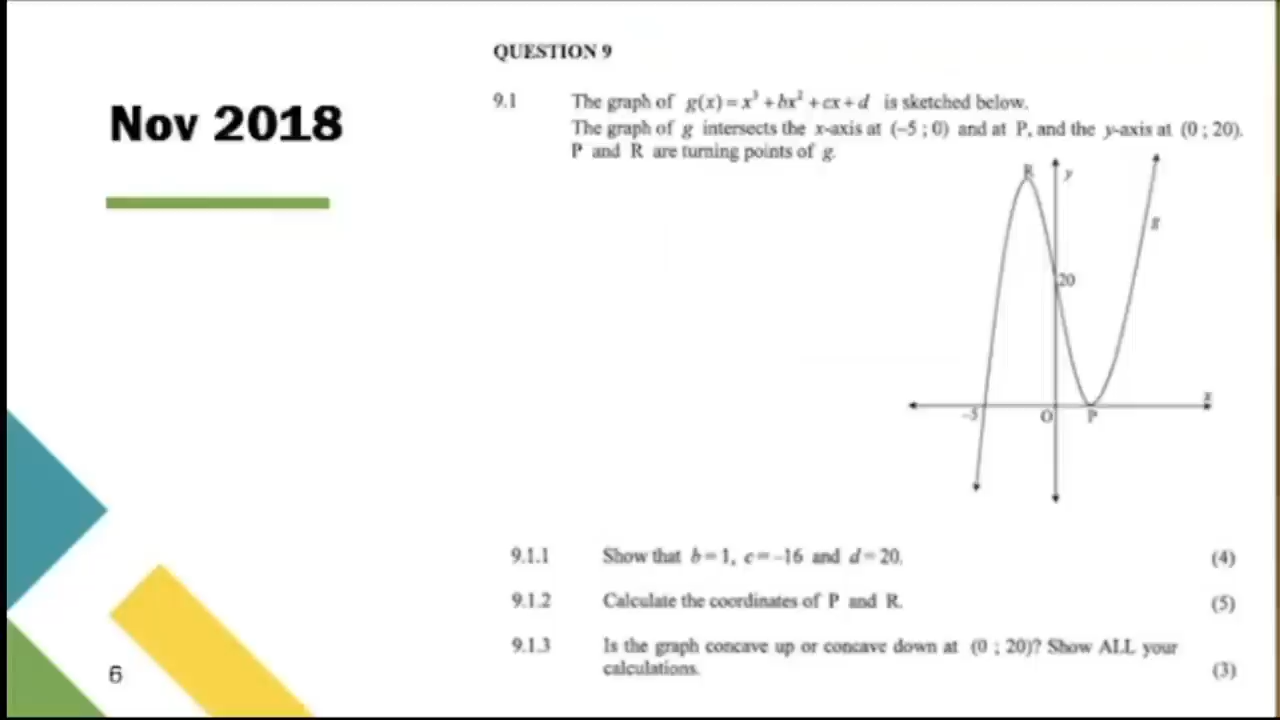 Nov 2018
QUESTION 9
9.1 The graph of g(x) = x³ + bx² + cx + d is sketched below.
The graph of g intersects the x-axis at (–5 ; 0) and at P, and the y-axis at (0 ; 20).
P and R are turning points of g.
R y
g
20
x
–5 O P
9.1.1 Show that b = 1, c = –16 and d = 20. (4)
9.1.2 Calculate the coordinates of P and R. (5)
9.1.3 Is the graph concave up or concave down at (0 ; 20)? Show ALL your
calculations. (3)
6